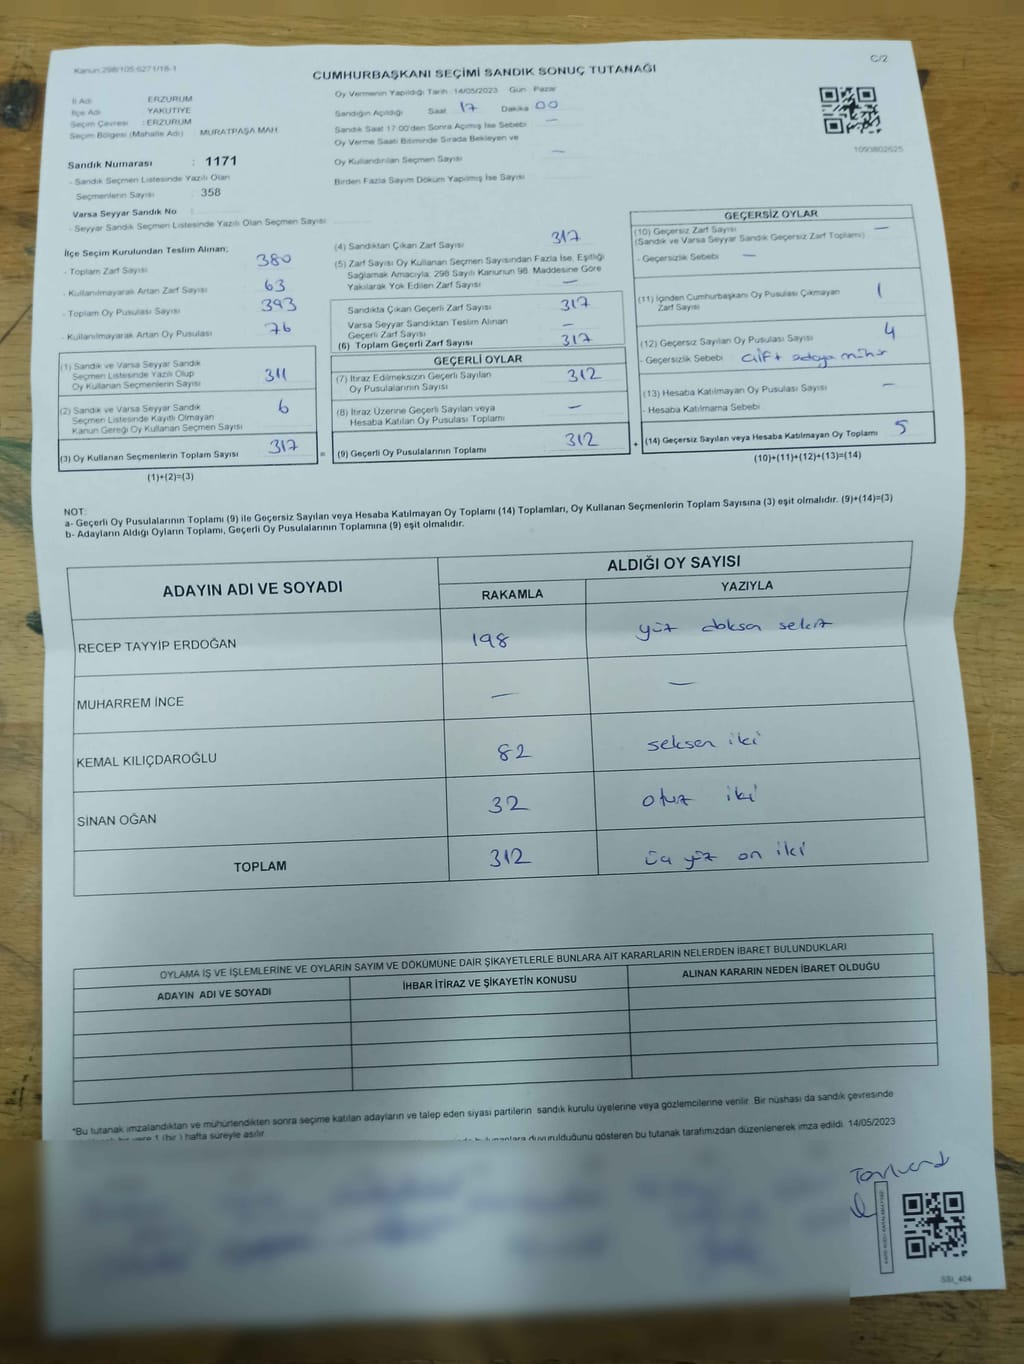 Kanun:298/105:6271/18-1
C/2
CUMHURBAŞKANI SEÇİMİ SANDIK SONUÇ TUTANAĞI
İl Adı : ERZURUM
İlçe Adı : YAKUTİYE
Seçim Çevresi : ERZURUM
Seçim Bölgesi (Mahalle Adı) MURATPAŞA MAH.
Sandık Numarası : 1171
- Sandık Seçmen Listesinde Yazılı Olan
Seçmenlerin Sayısı : 358
Varsa Seyyar Sandık No :
- Seyyar Sandık Seçmen Listesinde Yazılı Olan Seçmen Sayısı
Oy Vermenin Yapıldığı Tarih :14/05/2023 Gün : Pazar
Sandığın Açıldığı Saat 17 Dakika 00
Sandık Saat 17:00'den Sonra Açımış İse Sebebi : —
Oy Verme Saati Bitiminde Sırada Bekleyen ve
Oy Kullandırılan Seçmen Sayısı —
Birden Fazla Sayım Döküm Yapılmış İse Sayısı
1093802625
İlçe Seçim Kurulundan Teslim Alınan;
- Toplam Zarf Sayısı 380
- Kullanılmayarak Artan Zarf Sayısı 63
- Toplam Oy Pusulası Sayısı 393
- Kullanılmayarak Artan Oy Pusulası 76
(1) Sandık ve Varsa Seyyar Sandık
Seçmen Listesinde Yazılı Olup
Oy Kullanan Seçmenlerin Sayısı 311
(2) Sandık ve Varsa Seyyar Sandık
Seçmen Listesinde Kayıtlı Olmayan
Kanun Gereği Oy Kullanan Seçmen Sayısı 6
(3) Oy Kullanan Seçmenlerin Toplam Sayısı 317
(1)+(2)=(3)
=
(4) Sandıktan Çıkan Zarf Sayısı 317
(5) Zarf Sayısı Oy Kullanan Seçmen Sayısından Fazla İse, Eşitliği
Sağlamak Amacıyla, 298 Sayılı Kanunun 98. Maddesine Göre
Yakılarak Yok Edilen Zarf Sayısı —
Sandıkta Çıkan Geçerli Zarf Sayısı 317
Varsa Seyyar Sandıktan Teslim Alınan
Geçerli Zarf Sayısı —
(6) Toplam Geçerli Zarf Sayısı 317
GEÇERLİ OYLAR
(7) İtiraz Edilmeksizin Geçerli Sayılan
Oy Pusulalarının Sayısı 312
(8) İtiraz Üzerine Geçerli Sayılan veya
Hesaba Katılan Oy Pusulası Toplamı —
(9) Geçerli Oy Pusulalarının Toplamı 312
+
GEÇERSİZ OYLAR
(10) Geçersiz Zarf Sayısı —
(Sandık ve Varsa Seyyar Sandık Geçersiz Zarf Toplamı)
- Geçersizlik Sebebi —
(11) İçinden Cumhurbaşkanı Oy Pusulası Çıkmayan
Zarf Sayısı 1
(12) Geçersiz Sayılan Oy Pusulası Sayısı 4
- Geçersizlik Sebebi çift adaya mühür
(13) Hesaba Katılmayan Oy Pusulası Sayısı —
- Hesaba Katılmama Sebebi
(14) Geçersiz Sayılan veya Hesaba Katılmayan Oy Toplamı 5
(10)+(11)+(12)+(13)=(14)
NOT:
a- Geçerli Oy Pusulalarının Toplamı (9) ile Geçersiz Sayılan veya Hesaba Katılmayan Oy Toplamı (14) Toplamları, Oy Kullanan Seçmenlerin Toplam Sayısına (3) eşit olmalıdır. (9)+(14)=(3)
b- Adayların Aldığı Oyların Toplamı, Geçerli Oy Pusulalarının Toplamına (9) eşit olmalıdır.
ADAYIN ADI VE SOYADI
ALDIĞI OY SAYISI
RAKAMLA YAZIYLA
RECEP TAYYİP ERDOĞAN 198 yüz doksan sekiz
MUHARREM İNCE — —
KEMAL KILIÇDAROĞLU 82 seksen iki
SİNAN OĞAN 32 otuz iki
TOPLAM 312 üç yüz on iki
OYLAMA İŞ VE İŞLEMLERİNE VE OYLARIN SAYIM VE DÖKÜMÜNE DAİR ŞİKAYETLERLE BUNLARA AİT KARARLARIN NELERDEN İBARET BULUNDUKLARI
ADAYIN ADI VE SOYADI İHBAR İTİRAZ VE ŞİKAYETİN KONUSU ALINAN KARARIN NEDEN İBARET OLDUĞU
*Bu tutanak imzalandıktan ve mühürlendikten sonra seçime katılan adayların ve talep eden siyasi partilerin sandık kurulu üyelerine veya gözlemcilerine verilir. Bir nüshası da sandık çevresinde
yere 1 (bir ) hafta süreyle asılır.
duyurulduğunu gösteren bu tutanak tarafımızdan düzenlenerek imza edildi. 14/05/2023
SSI_404